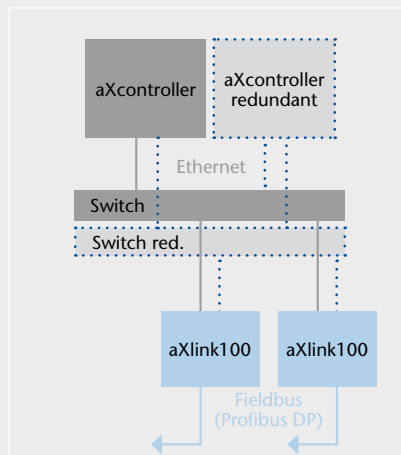 aXcontroller
aXcontroller
redundant
Ethernet
Switch
Switch red.
aXlink100
aXlink100
Fieldbus
(Profibus DP)